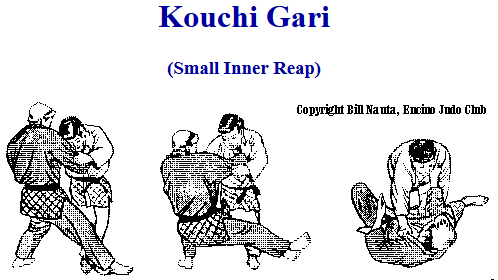 Kouchi Gari
(Small Inner Reap)
Copyright Bill Nauta, Encino Judo Club